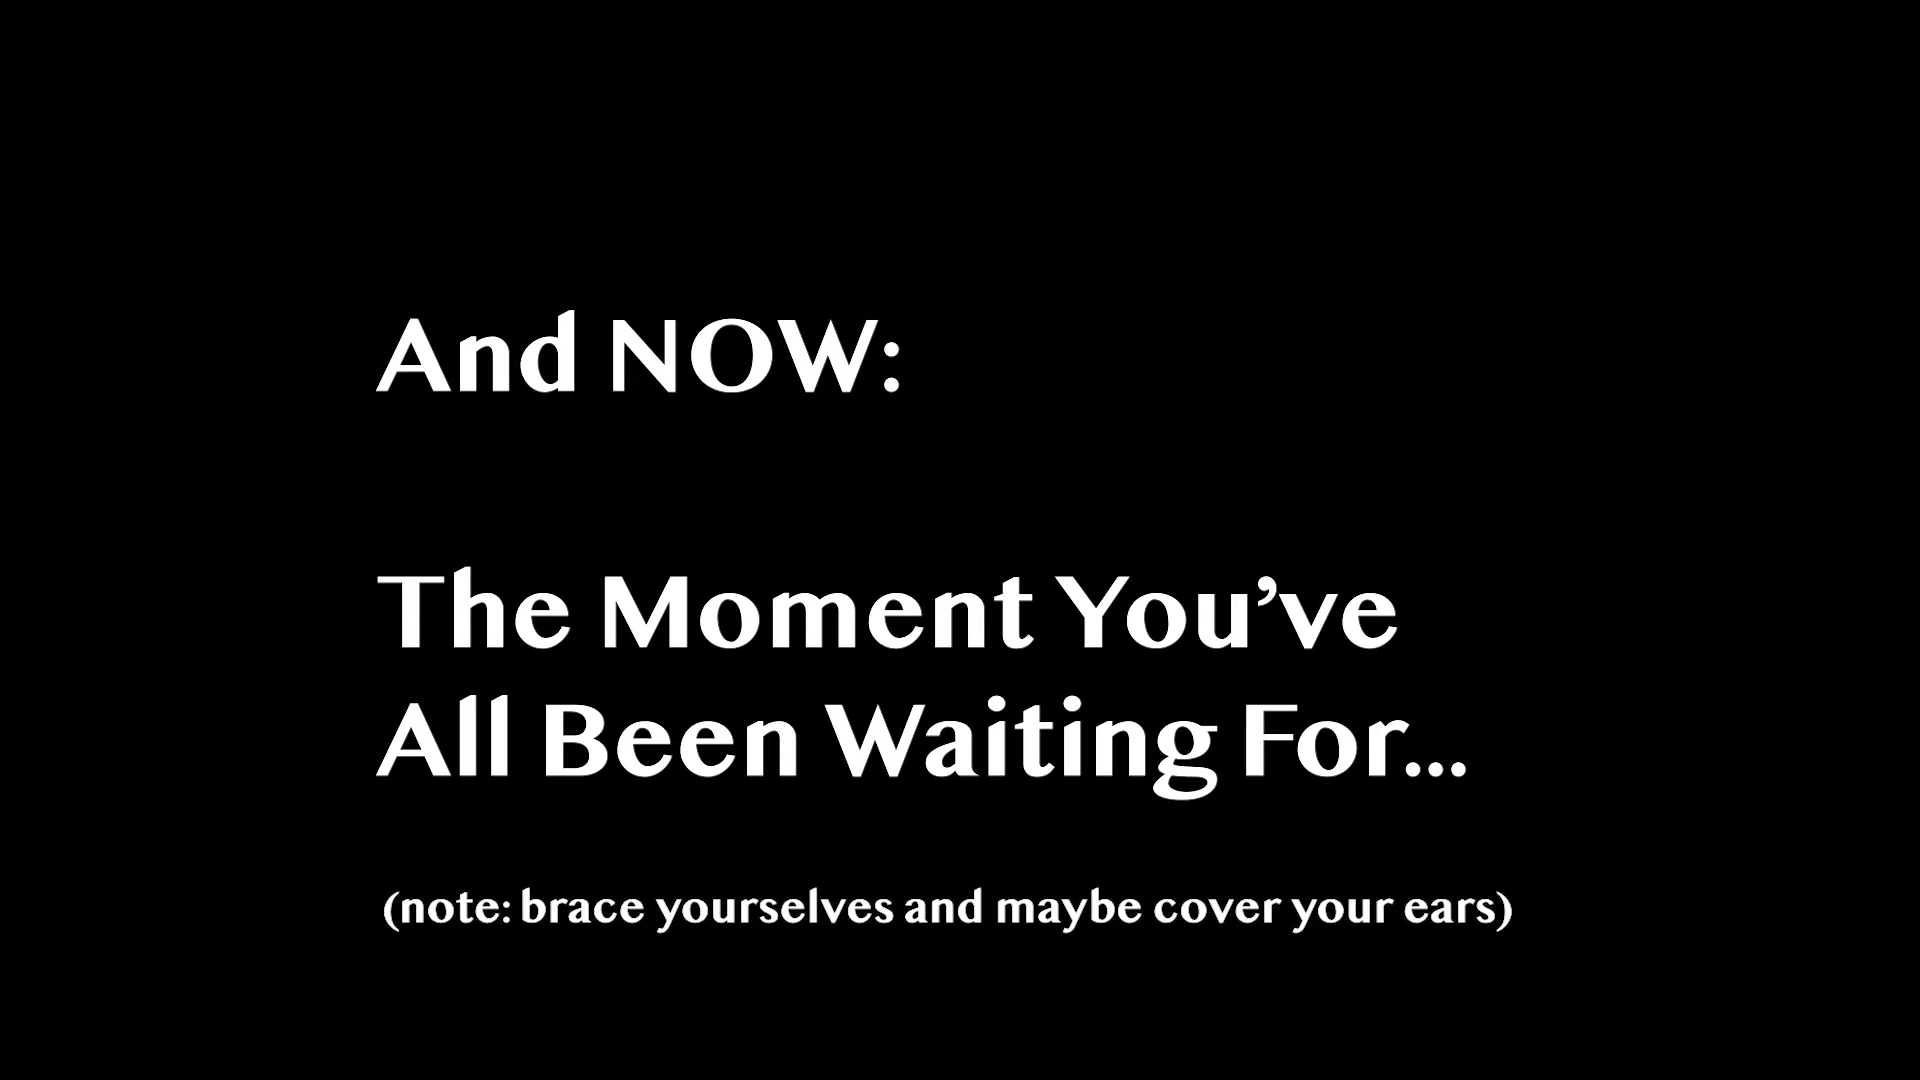 And NOW:
The Moment You’ve
All Been Waiting For...
(note: brace yourselves and maybe cover your ears)